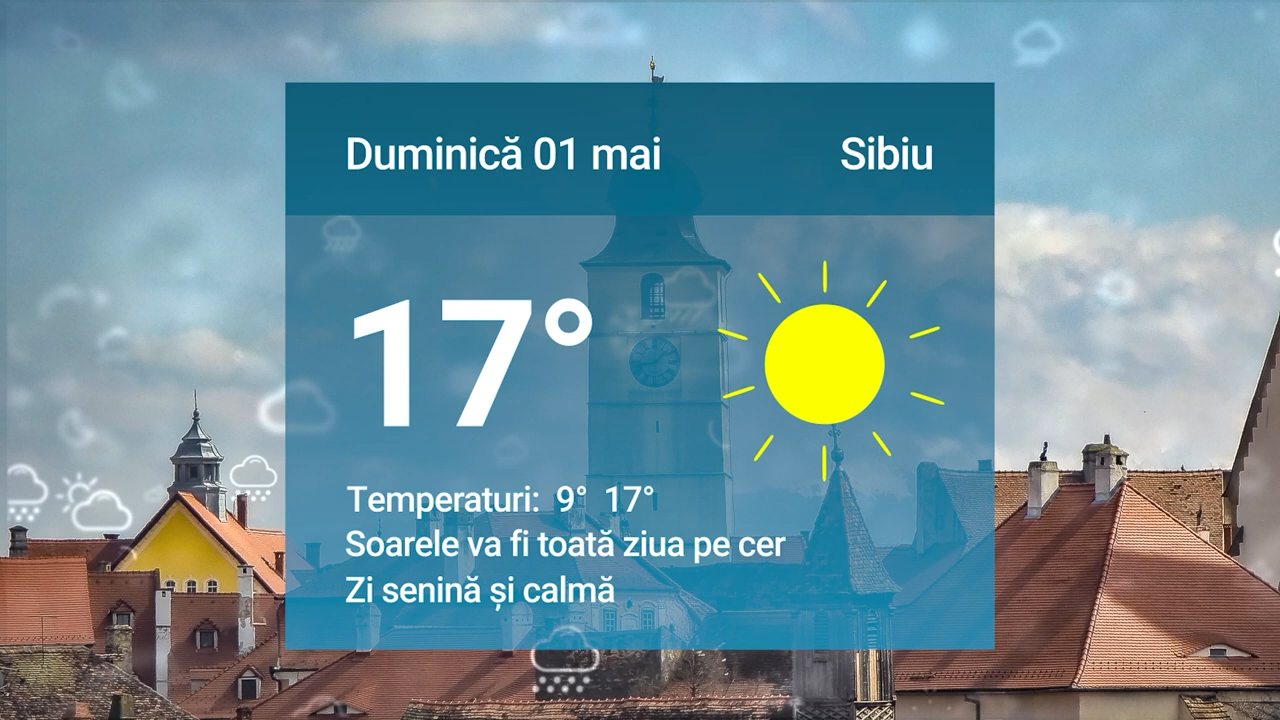 Duminică 01 mai
Sibiu
17°
Temperaturi: 9° 17°
Soarele va fi toată ziua pe cer
Zi senină și calmă